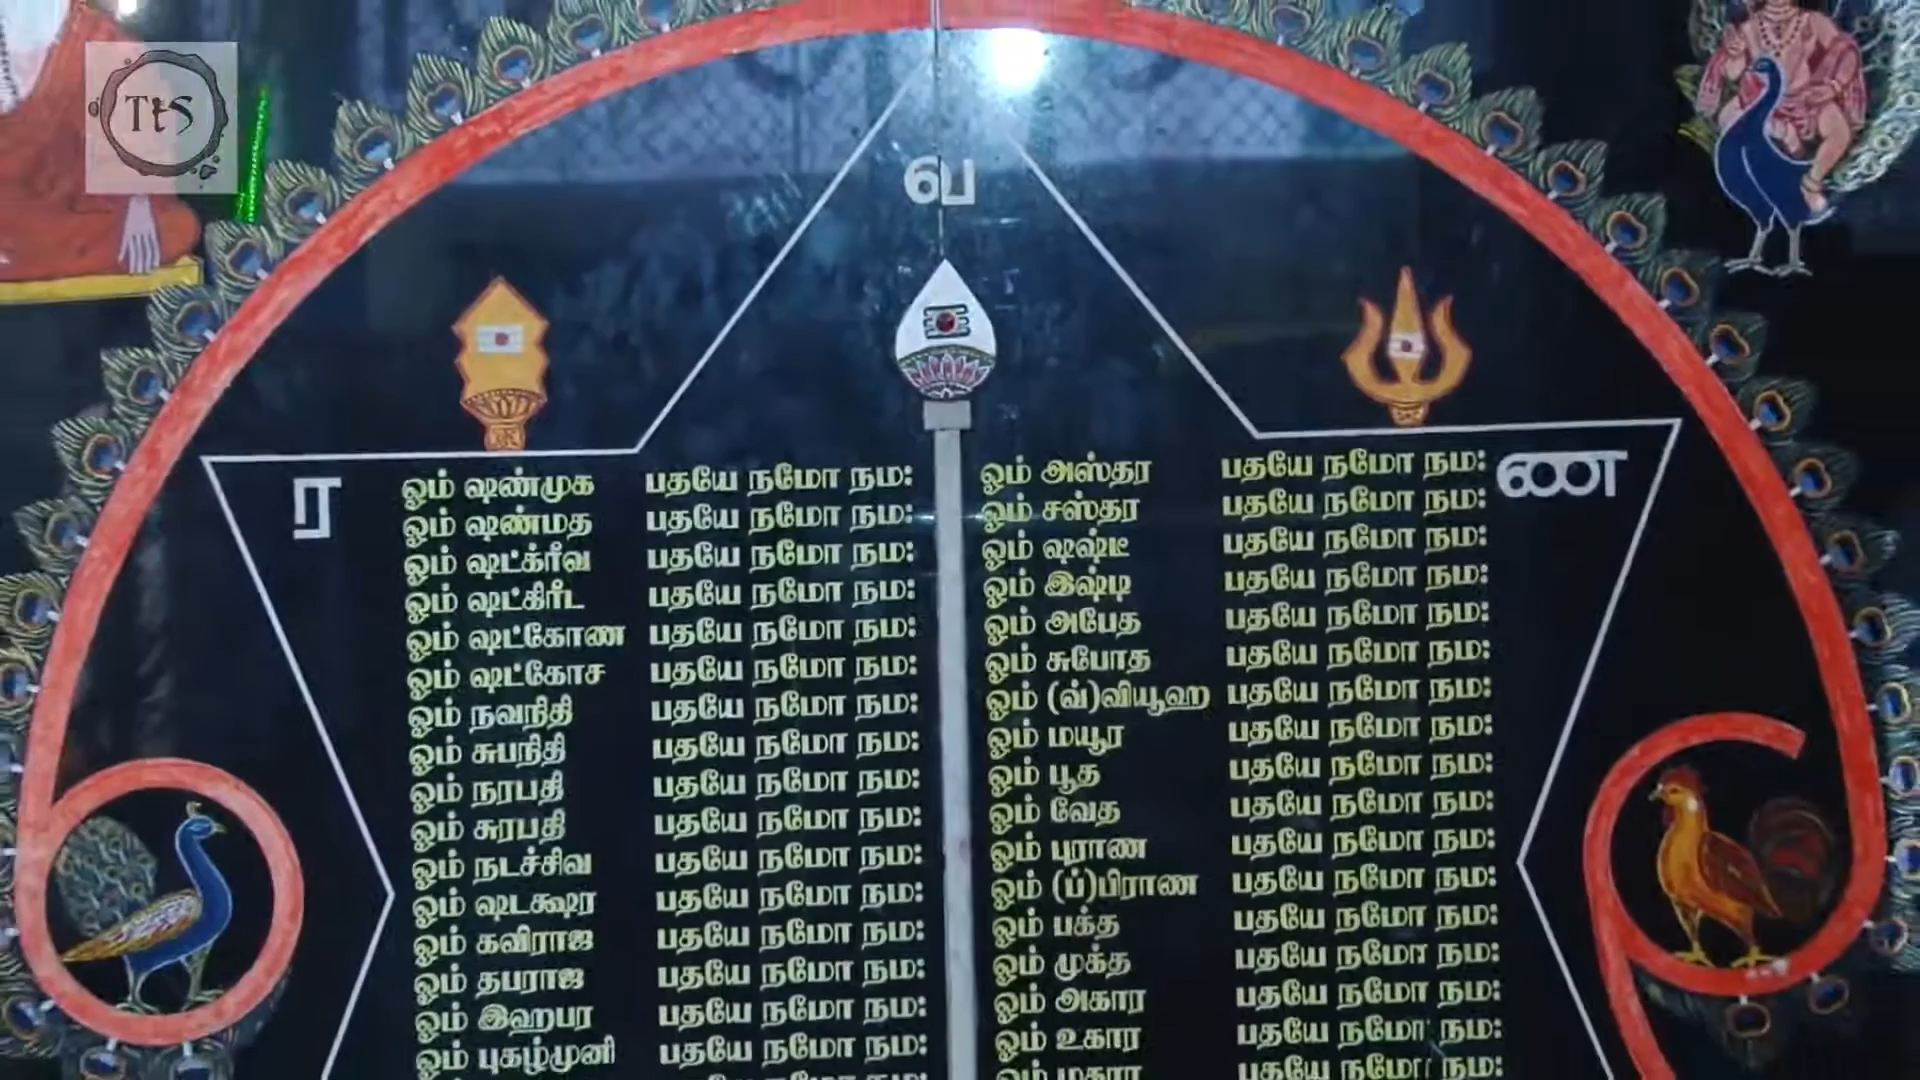 TtS
வ
ர
ண
ஓம் ஷண்முக பதயே நமோ நம:
ஓம் ஷண்மத பதயே நமோ நம:
ஓம் ஷட்க்ரீவ பதயே நமோ நம:
ஓம் ஷட்கிரீட பதயே நமோ நம:
ஓம் ஷட்கோண பதயே நமோ நம:
ஓம் ஷட்கோச பதயே நமோ நம:
ஓம் நவநிதி பதயே நமோ நம:
ஓம் சுபநிதி பதயே நமோ நம:
ஓம் நரபதி பதயே நமோ நம:
ஓம் சுரபதி பதயே நமோ நம:
ஓம் நடச்சிவ பதயே நமோ நம:
ஓம் ஷடக்ஷர பதயே நமோ நம:
ஓம் கவிராஜ பதயே நமோ நம:
ஓம் தபராஜ பதயே நமோ நம:
ஓம் இஹபர பதயே நமோ நம:
ஓம் புகழ்முனி பதயே நமோ நம:
ஓம் அஸ்தர பதயே நமோ நம:
ஓம் சஸ்தர பதயே நமோ நம:
ஓம் ஷஷ்டீ பதயே நமோ நம:
ஓம் இஷ்டி பதயே நமோ நம:
ஓம் அபேத பதயே நமோ நம:
ஓம் சுபோத பதயே நமோ நம:
ஓம் (வ்)வியூஹ பதயே நமோ நம:
ஓம் மயூர பதயே நமோ நம:
ஓம் பூத பதயே நமோ நம:
ஓம் வேத பதயே நமோ நம:
ஓம் புராண பதயே நமோ நம:
ஓம் (ப்)பிராண பதயே நமோ நம:
ஓம் பக்த பதயே நமோ நம:
ஓம் முக்த பதயே நமோ நம:
ஓம் அகார பதயே நமோ நம:
ஓம் உகார பதயே நமோ நம:
ஓம் மகார பதயே நமோ நம: